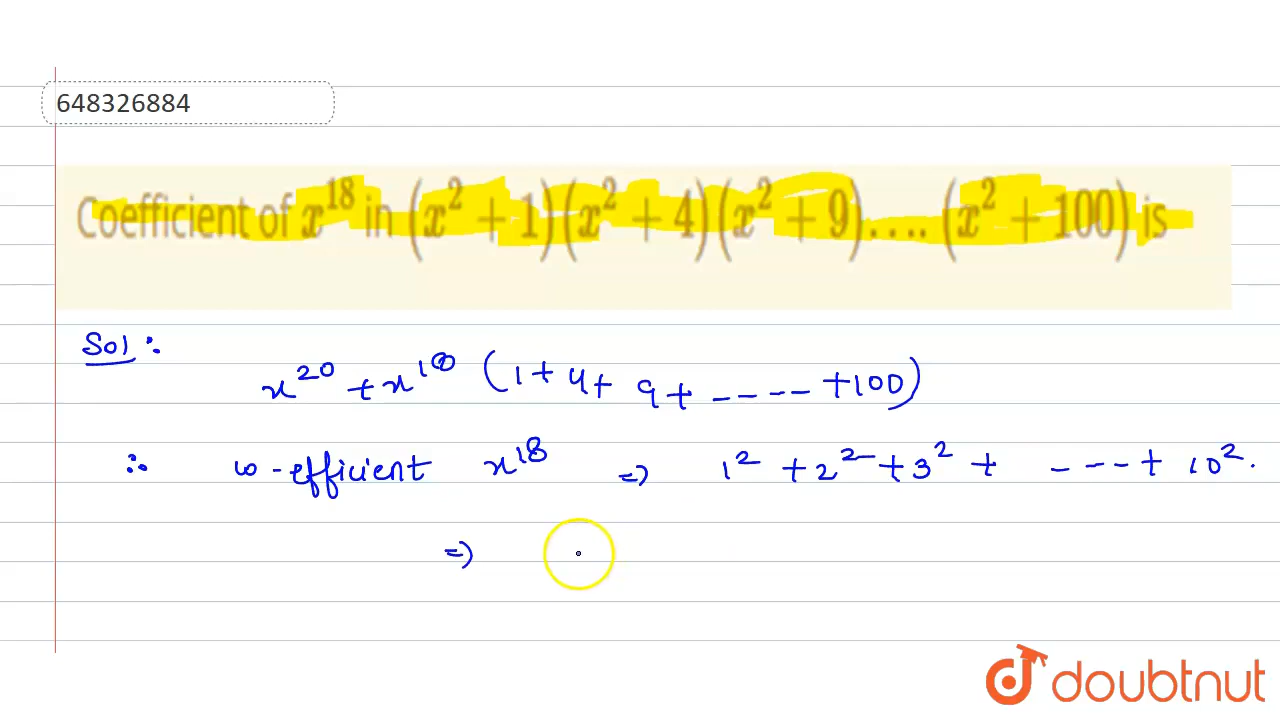 648326884
Coefficient of x^18 in (x^2 + 1)(x^2 + 4)(x^2 + 9).... (x^2 + 100) is
Sol :
x^20 + x^18 (1 + 4 + 9 + ----- + 100)
∴ co-efficient x^18 ⇒ 1^2 + 2^2 + 3^2 + ---- + 10^2.
⇒
doubtnut